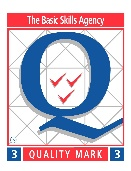 The Basic Skills Agency
Q
3 QUALITY MARK 3